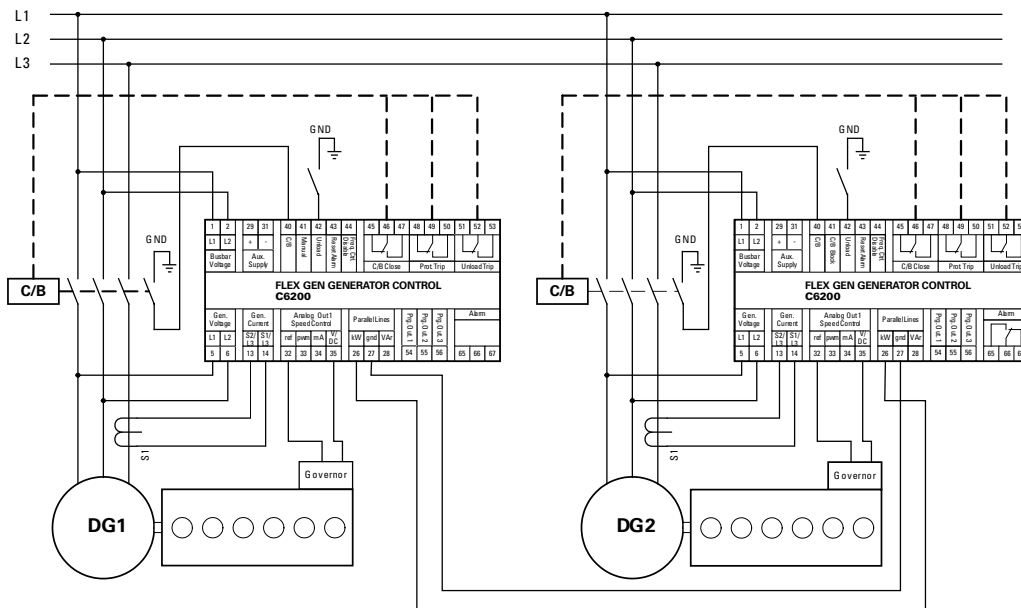 L1
L2
L3
GND
GND
1 2 29 31 40 41 42 43 44 45 46 47 48 49 50 51 52 53
L1 L2 + - C/B Manual Unload Reset Alarm Freq. Ctrl. Disable
Busbar Voltage Aux. Supply C/B Close Prot Trip Unload Trip
GND
C/B
FLEX GEN GENERATOR CONTROL
C6200
Gen. Voltage Gen. Current Analog Out1 Speed Control Parallel Lines Prg. Out. 1 Prg. Out. 2 Prg. Out. 3 Alarm
L1 L2 S2/L3 S1/L3 ref pwm mA V/DC kW gnd VAr
5 6 13 14 32 33 34 35 26 27 28 54 55 56 65 66 67
S1
Governor
DG1
1 2 29 31 40 41 42 43 44 45 46 47 48 49 50 51 52
L1 L2 + - C/B C/B Block Unload Reset Alarm Freq. Ctrl. Disable
Busbar Voltage Aux. Supply C/B Close Prot Trip Unload Trip
GND
C/B
FLEX GEN GENERATOR CONTROL
C6200
Gen. Voltage Gen. Current Analog Out1 Speed Control Parallel Lines Prg. Out. 1 Prg. Out. 2 Prg. Out. 3 Alarm
L1 L2 S2/L3 S1/L3 ref pwm mA V/DC kW gnd VAr
5 6 13 14 32 33 34 35 26 27 28 54 55 56 65 66
S1
Governor
DG2